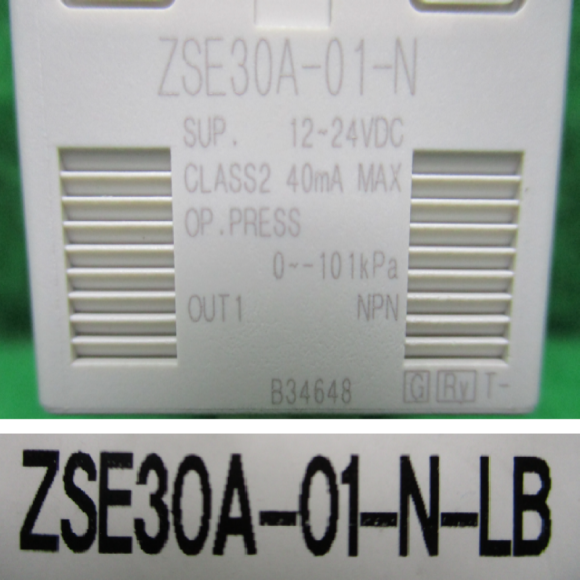 ZSE30A-01-N
SUP. 12~24VDC
CLASS2 40mA MAX
OP.PRESS
0~-101kPa
OUT1 NPN
B34648 G Ry T-
ZSE30A-01-N-LB